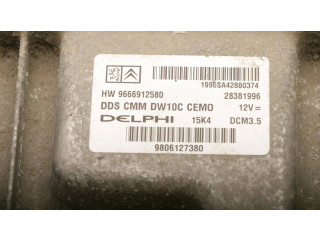 1996SA42880374
HW 9666912580 28381996
DDS CMM DW10C CEMO 12V=
DELPHI 15K4 DCM3.5
9806127380